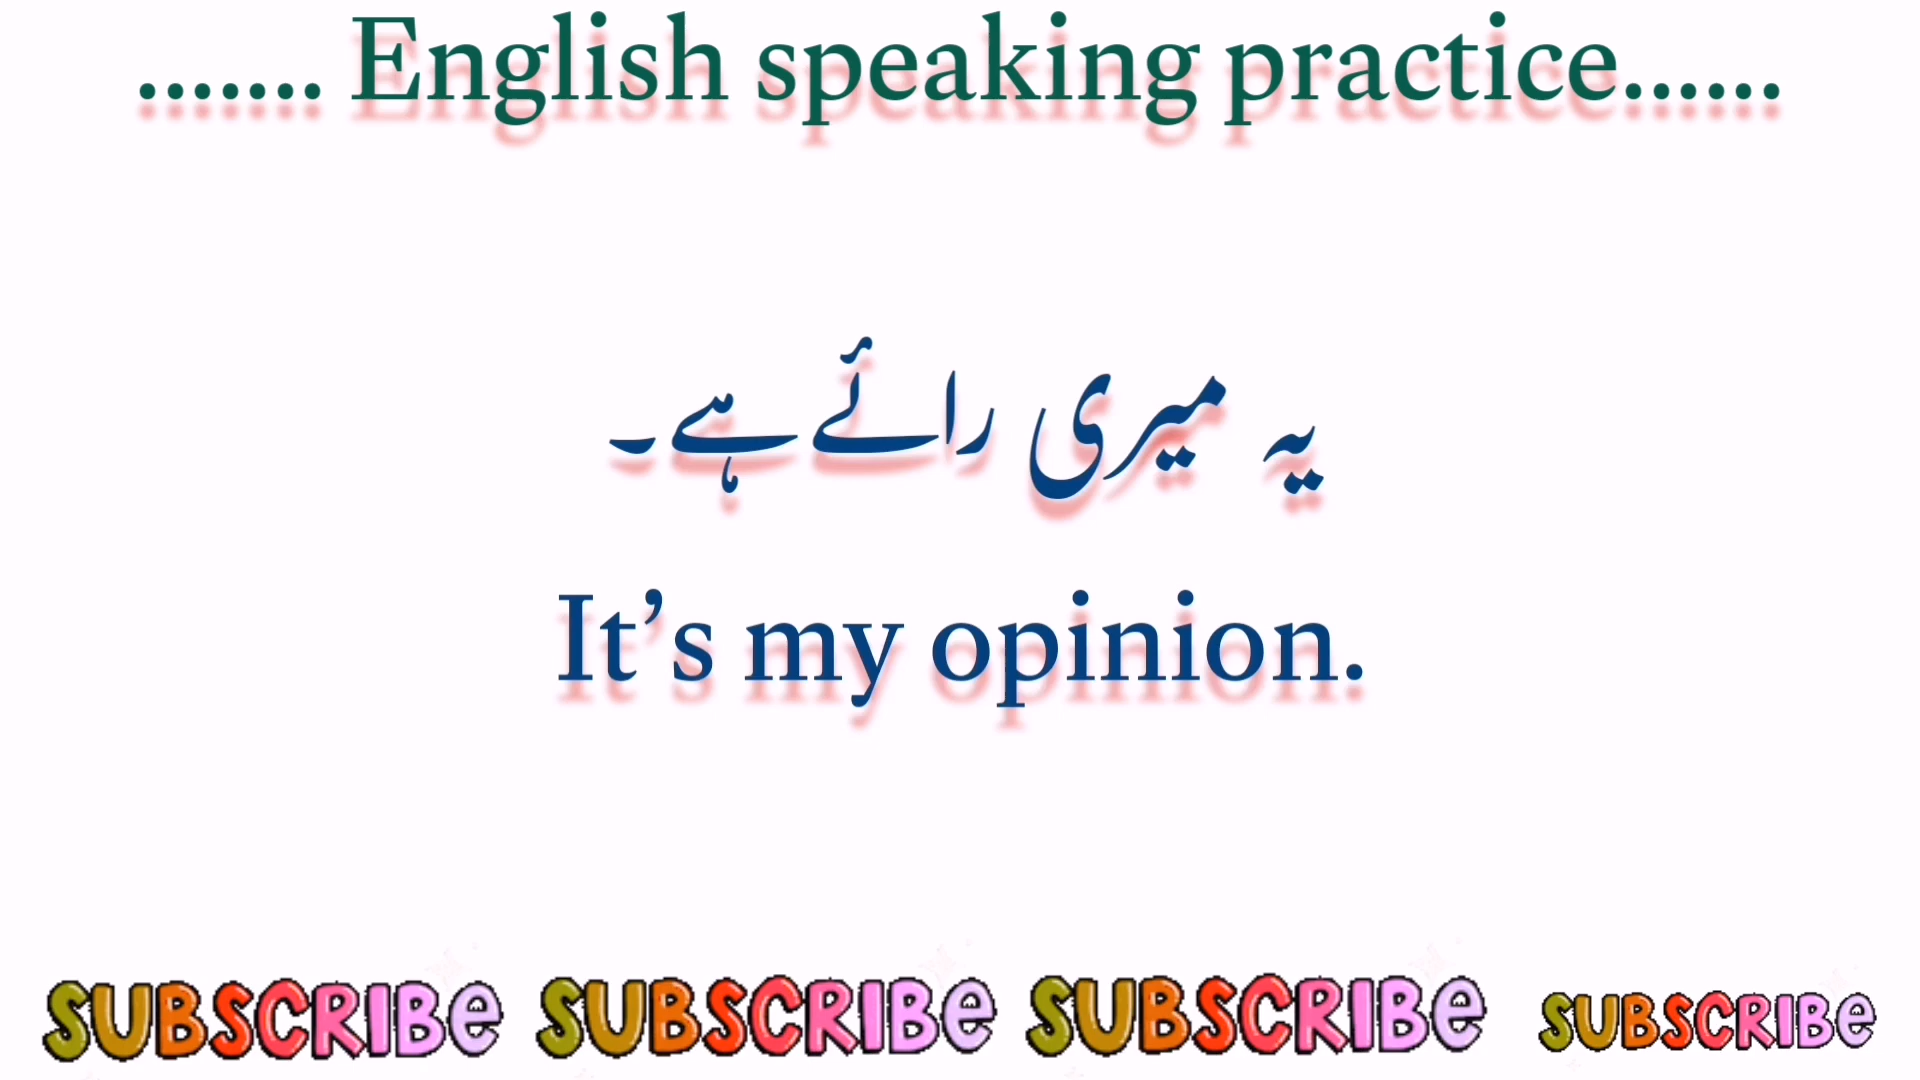 ....... English speaking practice......
یہ میری رائے ہے۔
It’s my opinion.
SUBSCRIBe SUBSCRIBe SUBSCRIBe SUBSCRIBe